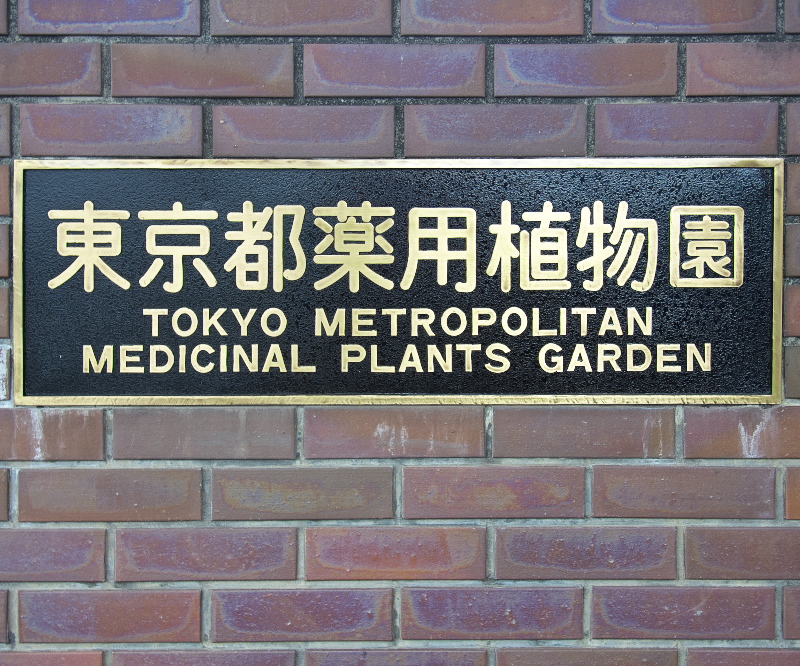 東京都薬用植物園
TOKYO METROPOLITAN
MEDICINAL PLANTS GARDEN